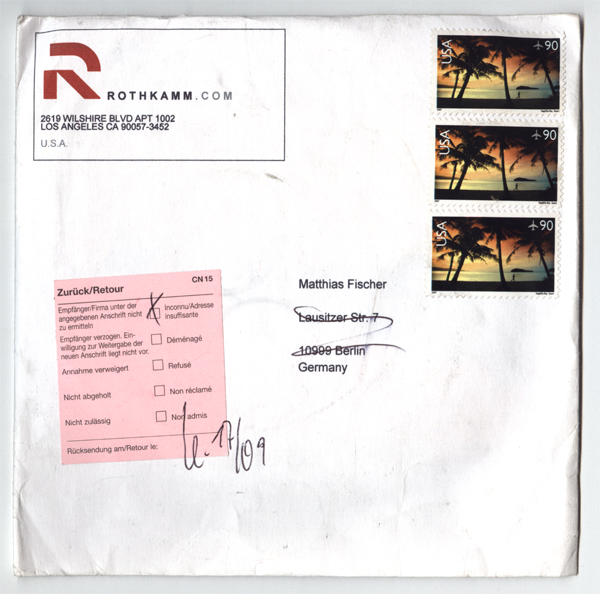 R ROTHKAMM.COM
2619 WILSHIRE BLVD APT 1002
LOS ANGELES CA 90057-3452
U.S.A.
USA 90
USA 90
USA 90
Matthias Fischer
Lausitzer Str. 7
10999 Berlin
Germany
CN 15
Zurück/Retour
Empfänger/Firma unter der
angegebenen Anschrift nicht
zu ermitteln
Inconnu/Adresse
insuffisante
Empfänger verzogen. Ein-
willigung zur Weitergabe der
neuen Anschrift liegt nicht vor.
Déménagé
Annahme verweigert
Refusé
Nicht abgeholt
Non réclamé
Nicht zulässig
Non admis
Rücksendung am/Retour le:
17/09